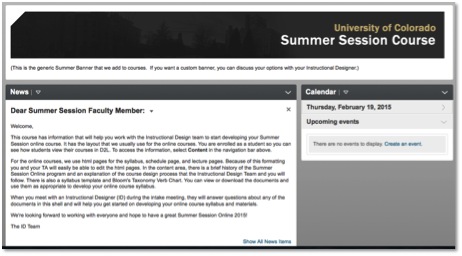 University of Colorado
Summer Session Course
(This is the generic Summer Banner that we add to courses. If you want a custom banner, you can discuss your options with your Instructional Designer.)
News
Dear Summer Session Faculty Member:
Welcome,
This course has information that will help you work with the Instructional Design team to start developing your Summer
Session online course. It has the layout that we usually use for the online courses. You are enrolled as a student so you can
see how students view their courses in D2L. To access the information, select Content in the navigation bar above.
For the online courses, we use html pages for the syllabus, schedule page, and lecture pages. Because of this formatting
you and your TA will easily be able to edit the html pages. In the content area, there is a brief history of the Summer
Session Online program and an explanation of the course design process that the Instructional Design Team and you will
follow. There is also a syllabus template and Bloom's Taxonomy Verb Chart. You can view or download the documents and
use them as appropriate to develop your online course syllabus.
When you meet with an Instructional Designer (ID) during the intake meeting, they will answer questions about any of the
documents in this shell and will help you get started on developing your online course syllabus and materials.
We're looking forward to working with everyone and hope to have a great Summer Session Online 2015!
The ID Team
Show All News Items
Calendar
Thursday, February 19, 2015
Upcoming events
There are no events to display. Create an event.